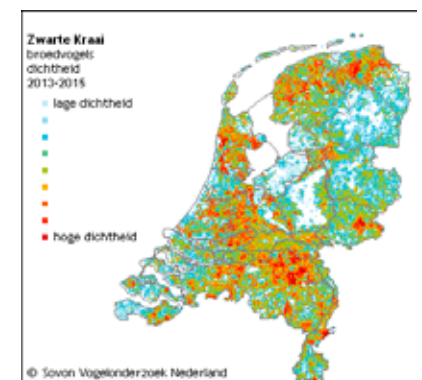 Zwarte Kraai
broedvogels
dichtheid
2013-2015
lage dichtheid
hoge dichtheid
© Sovon Vogelonderzoek Nederland